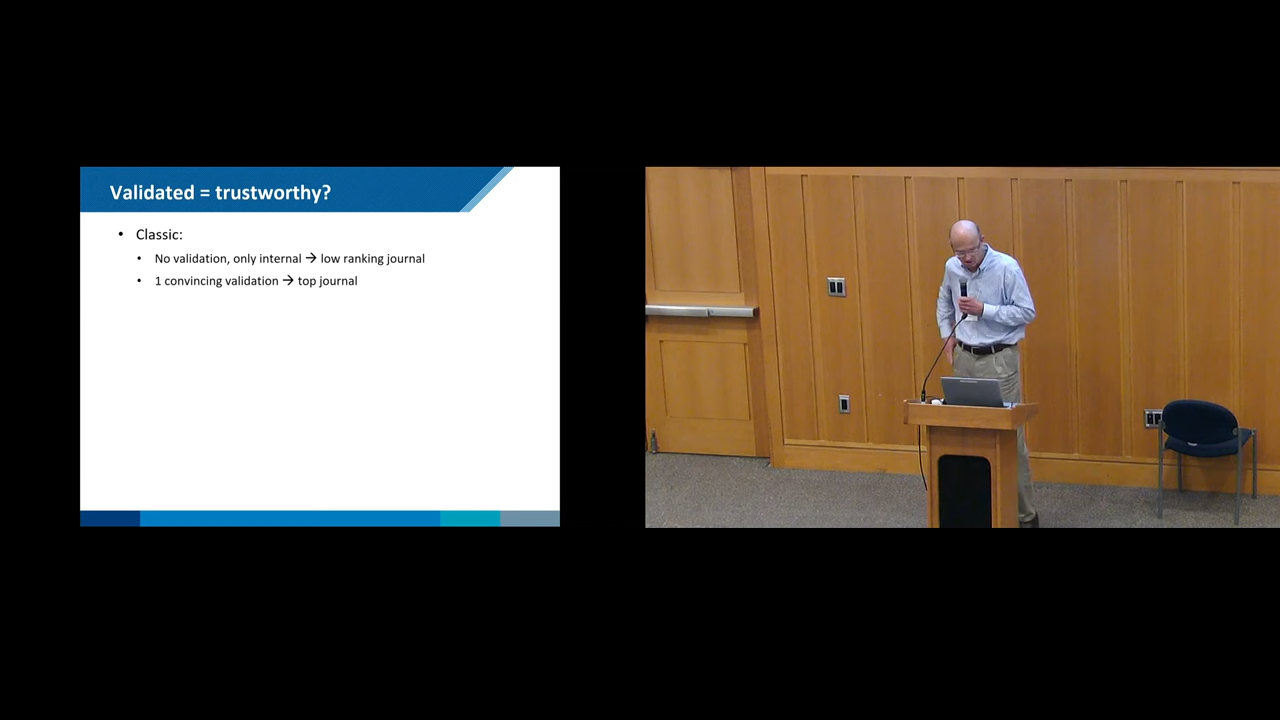 Validated = trustworthy?
• Classic:
• No validation, only internal → low ranking journal
• 1 convincing validation → top journal